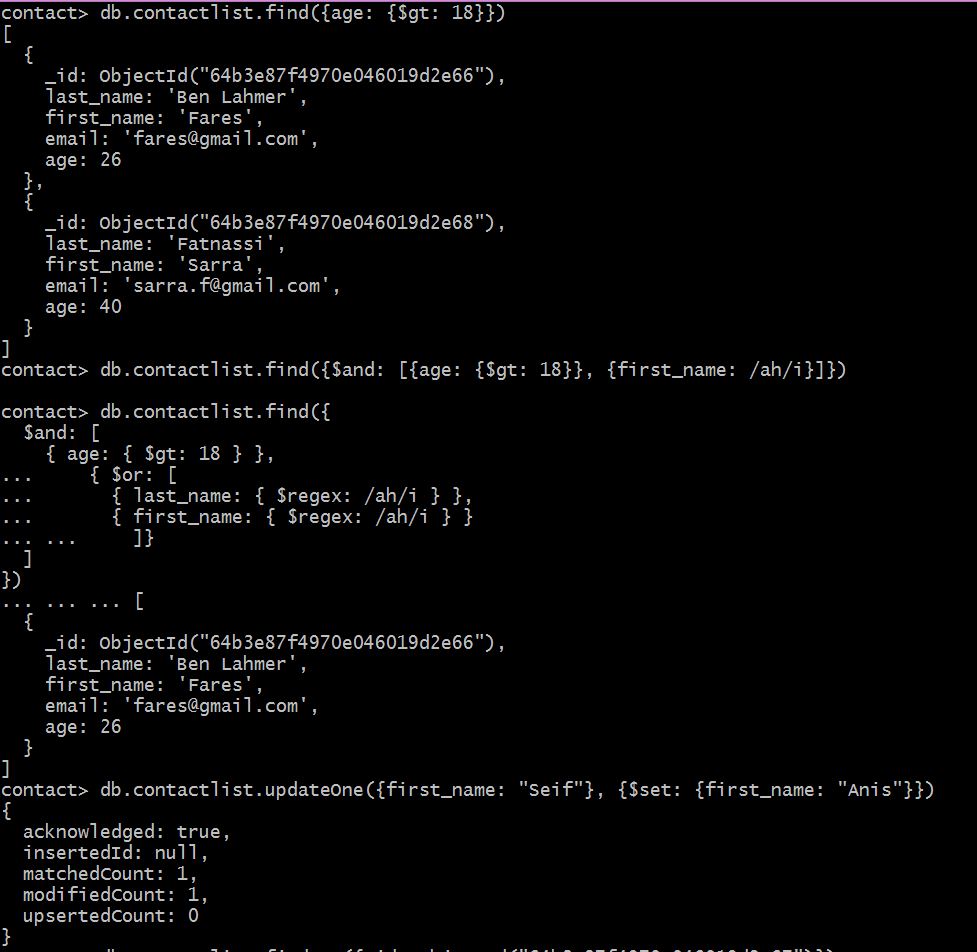 contact> db.contactlist.find({age: {$gt: 18}})
[
  {
    _id: ObjectId("64b3e87f4970e046019d2e66"),
    last_name: 'Ben Lahmer',
    first_name: 'Fares',
    email: 'fares@gmail.com',
    age: 26
  },
  {
    _id: ObjectId("64b3e87f4970e046019d2e68"),
    last_name: 'Fatnassi',
    first_name: 'Sarra',
    email: 'sarra.f@gmail.com',
    age: 40
  }
]
contact> db.contactlist.find({$and: [{age: {$gt: 18}}, {first_name: /ah/i}]})

contact> db.contactlist.find({
  $and: [
    { age: { $gt: 18 } },
...     { $or: [
...       { last_name: { $regex: /ah/i } },
...       { first_name: { $regex: /ah/i } }
... ...     ]}
  ]
})
... ... ... [
  {
    _id: ObjectId("64b3e87f4970e046019d2e66"),
    last_name: 'Ben Lahmer',
    first_name: 'Fares',
    email: 'fares@gmail.com',
    age: 26
  }
]
contact> db.contactlist.updateOne({first_name: "Seif"}, {$set: {first_name: "Anis"}})
{
  acknowledged: true,
  insertedId: null,
  matchedCount: 1,
  modifiedCount: 1,
  upsertedCount: 0
}